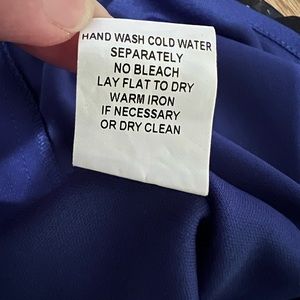 HAND WASH COLD WATER
SEPARATELY
NO BLEACH
LAY FLAT TO DRY
WARM IRON
IF NECESSARY
OR DRY CLEAN